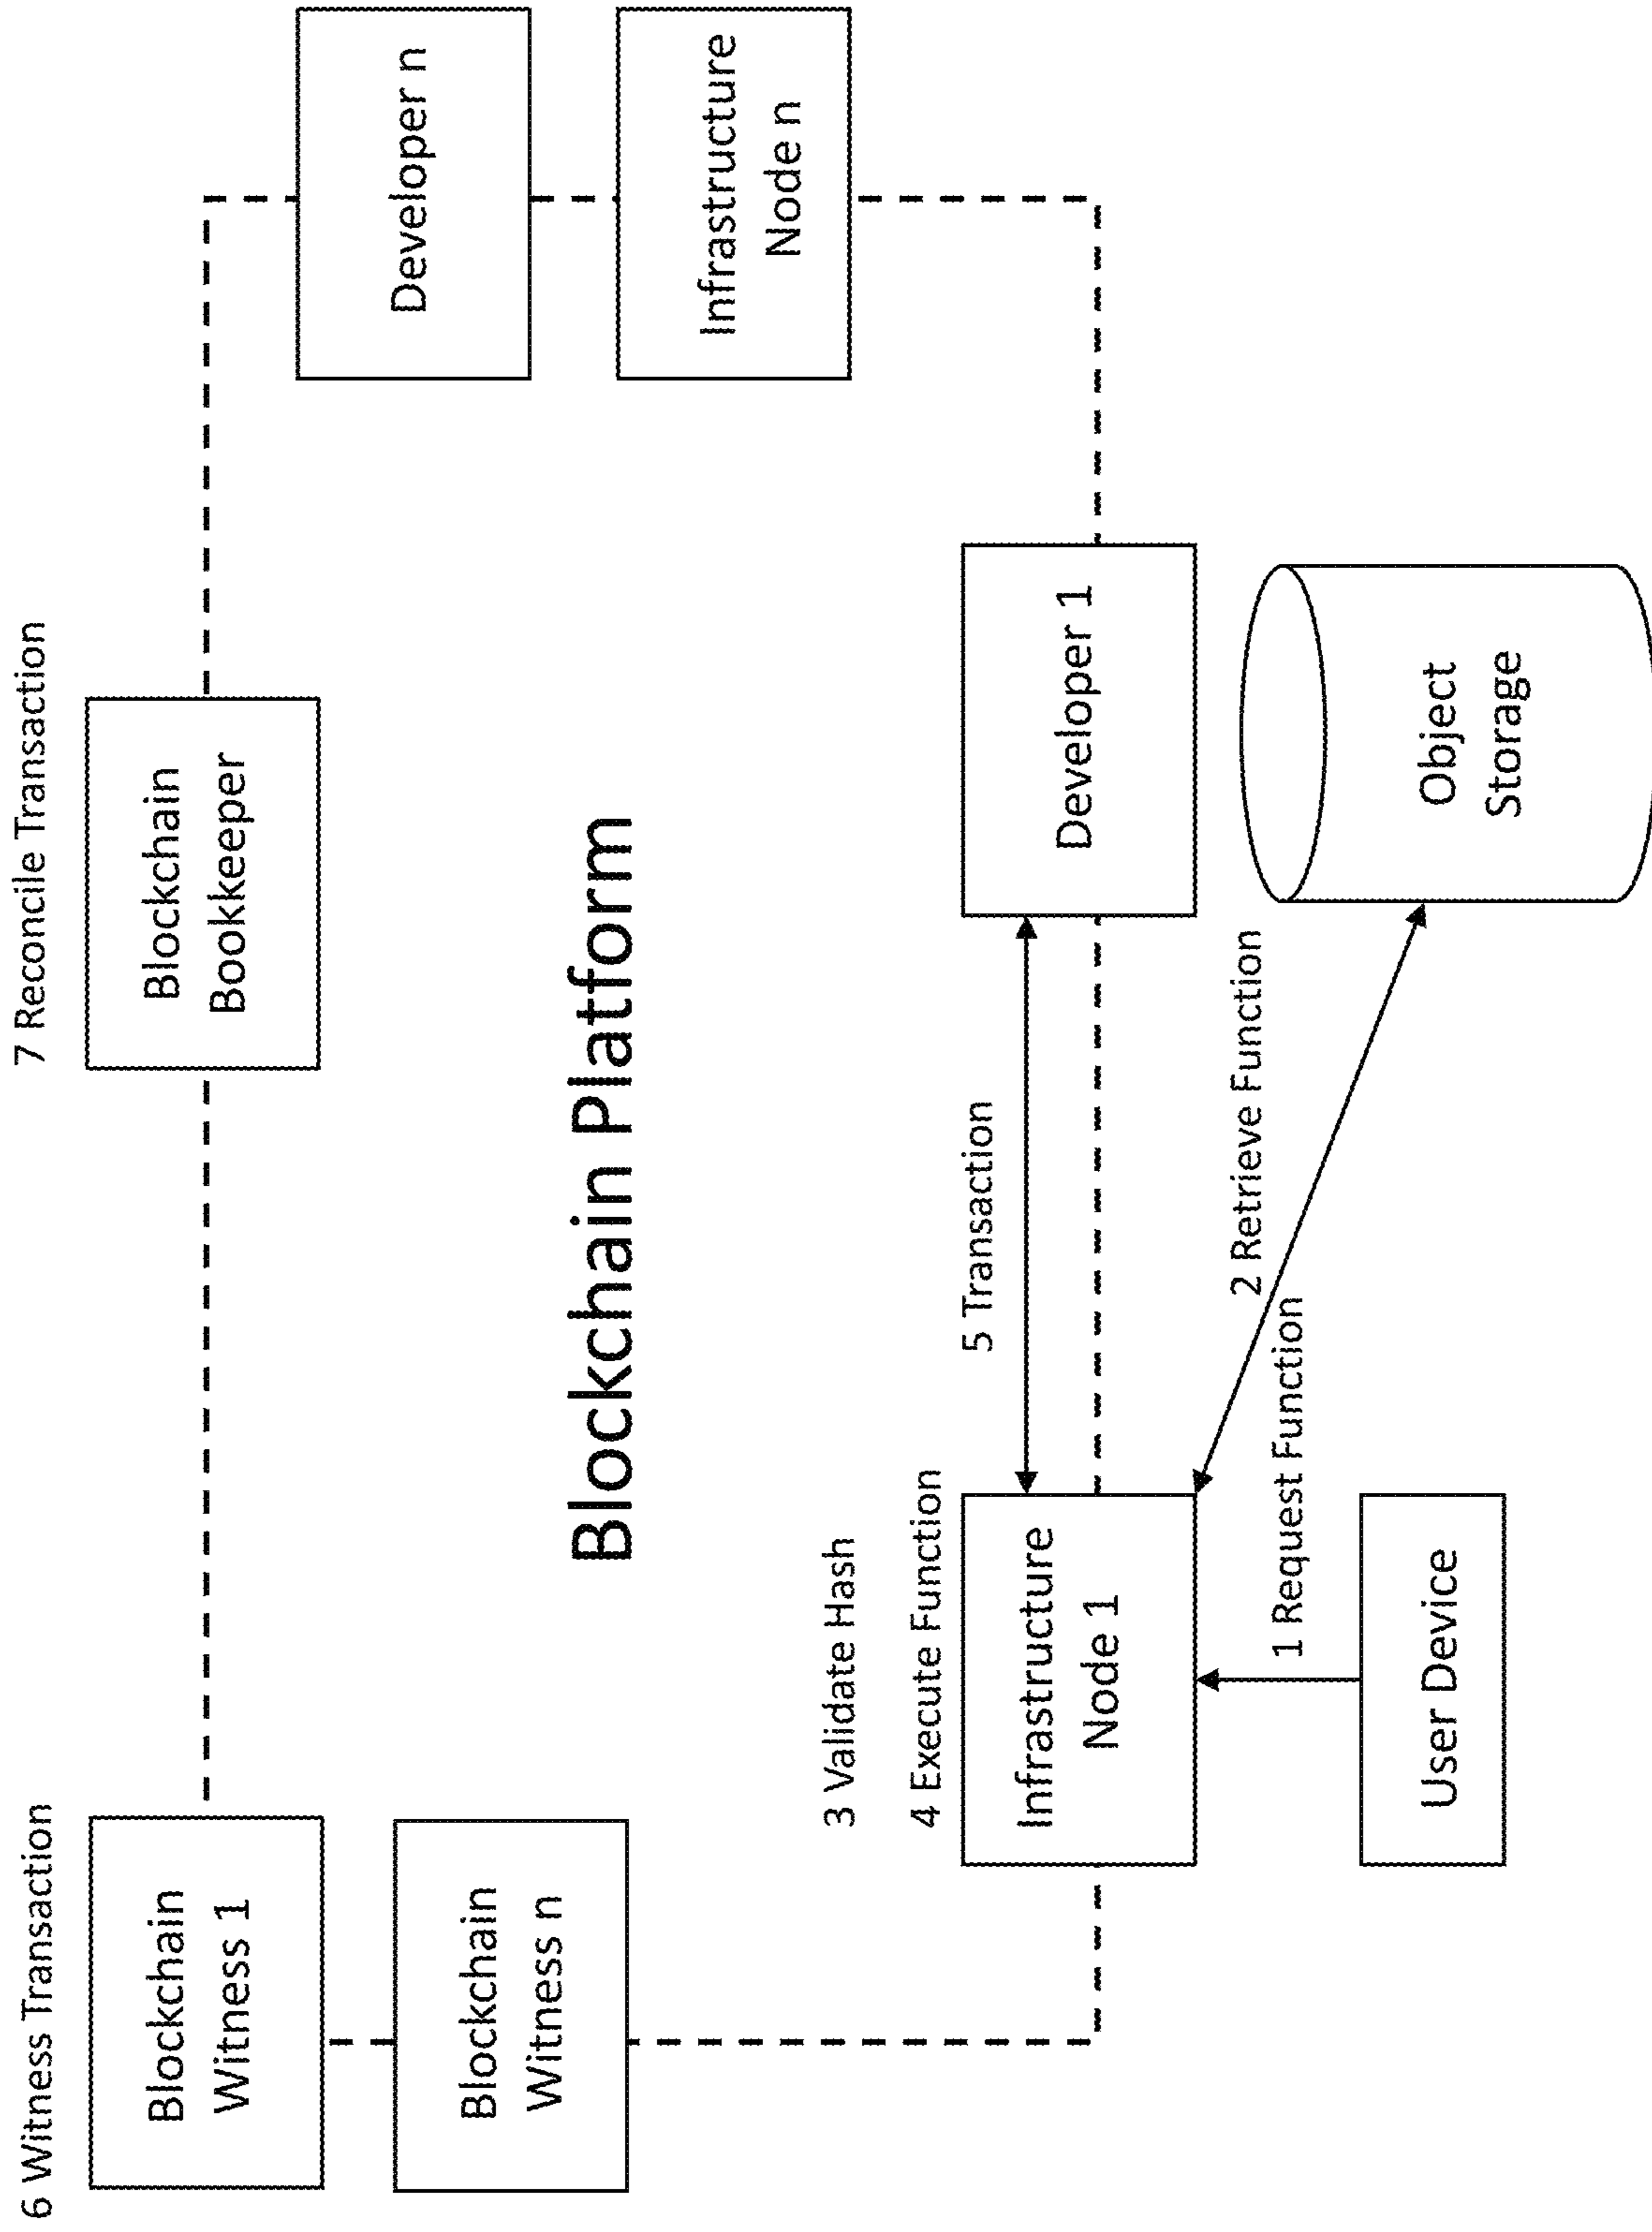 6 Witness Transaction
7 Reconcile Transaction
Blockchain
Witness 1
Blockchain
Bookkeeper
Developer n
Blockchain
Witness n
Infrastructure
Node n
Blockchain Platform
3 Validate Hash
4 Execute Function
5 Transaction
Infrastructure
Node 1
Developer 1
2 Retrieve Function
1 Request Function
User Device
Object
Storage